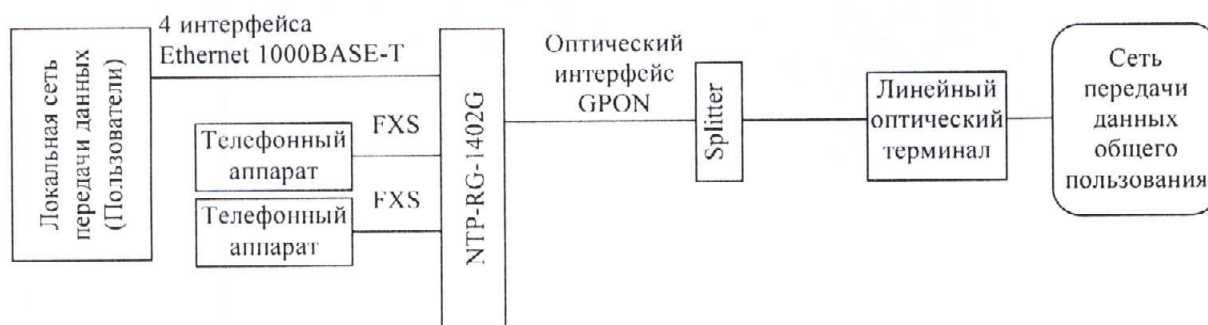 4 интерфейса
Ethernet 1000BASE-T
Локальная сеть
передачи данных
(Пользователи)
Телефонный
аппарат
FXS
Телефонный
аппарат
FXS
NTP-RG-1402G
Оптический
интерфейс
GPON
Splitter
Линейный
оптический
терминал
Сеть
передачи
данных
общего
пользования